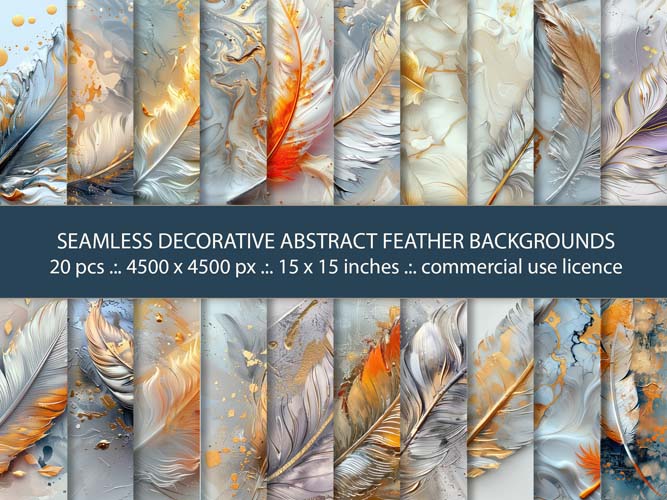 SEAMLESS DECORATIVE ABSTRACT FEATHER BACKGROUNDS
20 pcs .:. 4500 x 4500 px .:. 15 x 15 inches .:. commercial use licence